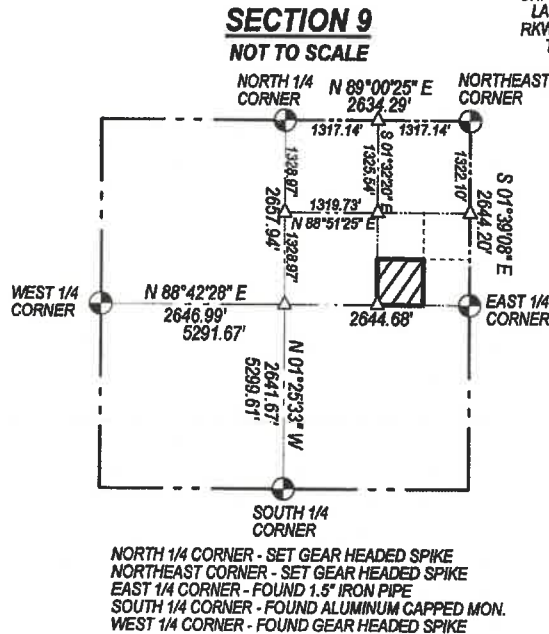 SECTION 9
NOT TO SCALE
LA
RKW
NORTH 1/4
CORNER
N 89°00'25" E
2634.29'
NORTHEAST
CORNER
1317.14'
1317.14'
1328.97'
2657.94'
1328.97'
S 01°32'20" E
1325.54'
1322.10'
S 01°39'08" E
2644.20'
1319.73'
N 88°51'25" E
WEST 1/4
CORNER
N 88°42'28" E
2646.99'
5291.67'
2644.68'
EAST 1/4
CORNER
N 01°25'33" W
2641.67'
5299.61'
SOUTH 1/4
CORNER
NORTH 1/4 CORNER - SET GEAR HEADED SPIKE
NORTHEAST CORNER - SET GEAR HEADED SPIKE
EAST 1/4 CORNER - FOUND 1.5" IRON PIPE
SOUTH 1/4 CORNER - FOUND ALUMINUM CAPPED MON.
WEST 1/4 CORNER - FOUND GEAR HEADED SPIKE